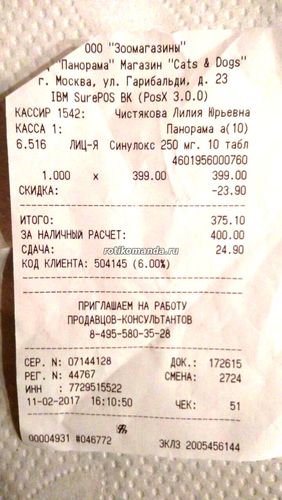 ООО "Зоомагазины"
"Панорама" Магазин "Cats & Dogs"
г. Москва, ул. Гарибальди, д. 23
IBM SurePOS ВК (PosX 3.0.0)
КАССИР 1542: Чистякова Лилия Юрьевна
КАССА 1: Панорама а(10)
6.516 ЛИЦ-Я Синулокс 250 мг. 10 табл
4601956000760
1.000 x 399.00 399.00
СКИДКА: -23.90
ИТОГО: 375.10
ЗА НАЛИЧНЫЙ РАСЧЕТ: 400.00
rotikomanda.ru
СДАЧА: 24.90
КОД КЛИЕНТА: 504145 (6.00%)
ПРИГЛАШАЕМ НА РАБОТУ
ПРОДАВЦОВ-КОНСУЛЬТАНТОВ
8-495-580-35-28
СЕР. N: 07144128 ДОК.: 172615
РЕГ. N: 44767 СМЕНА: 2724
ИНН : 7729515522
11-02-2017 16:10:50 ЧЕК: 51
00004931 #046772 ЭКЛЗ 2005456144